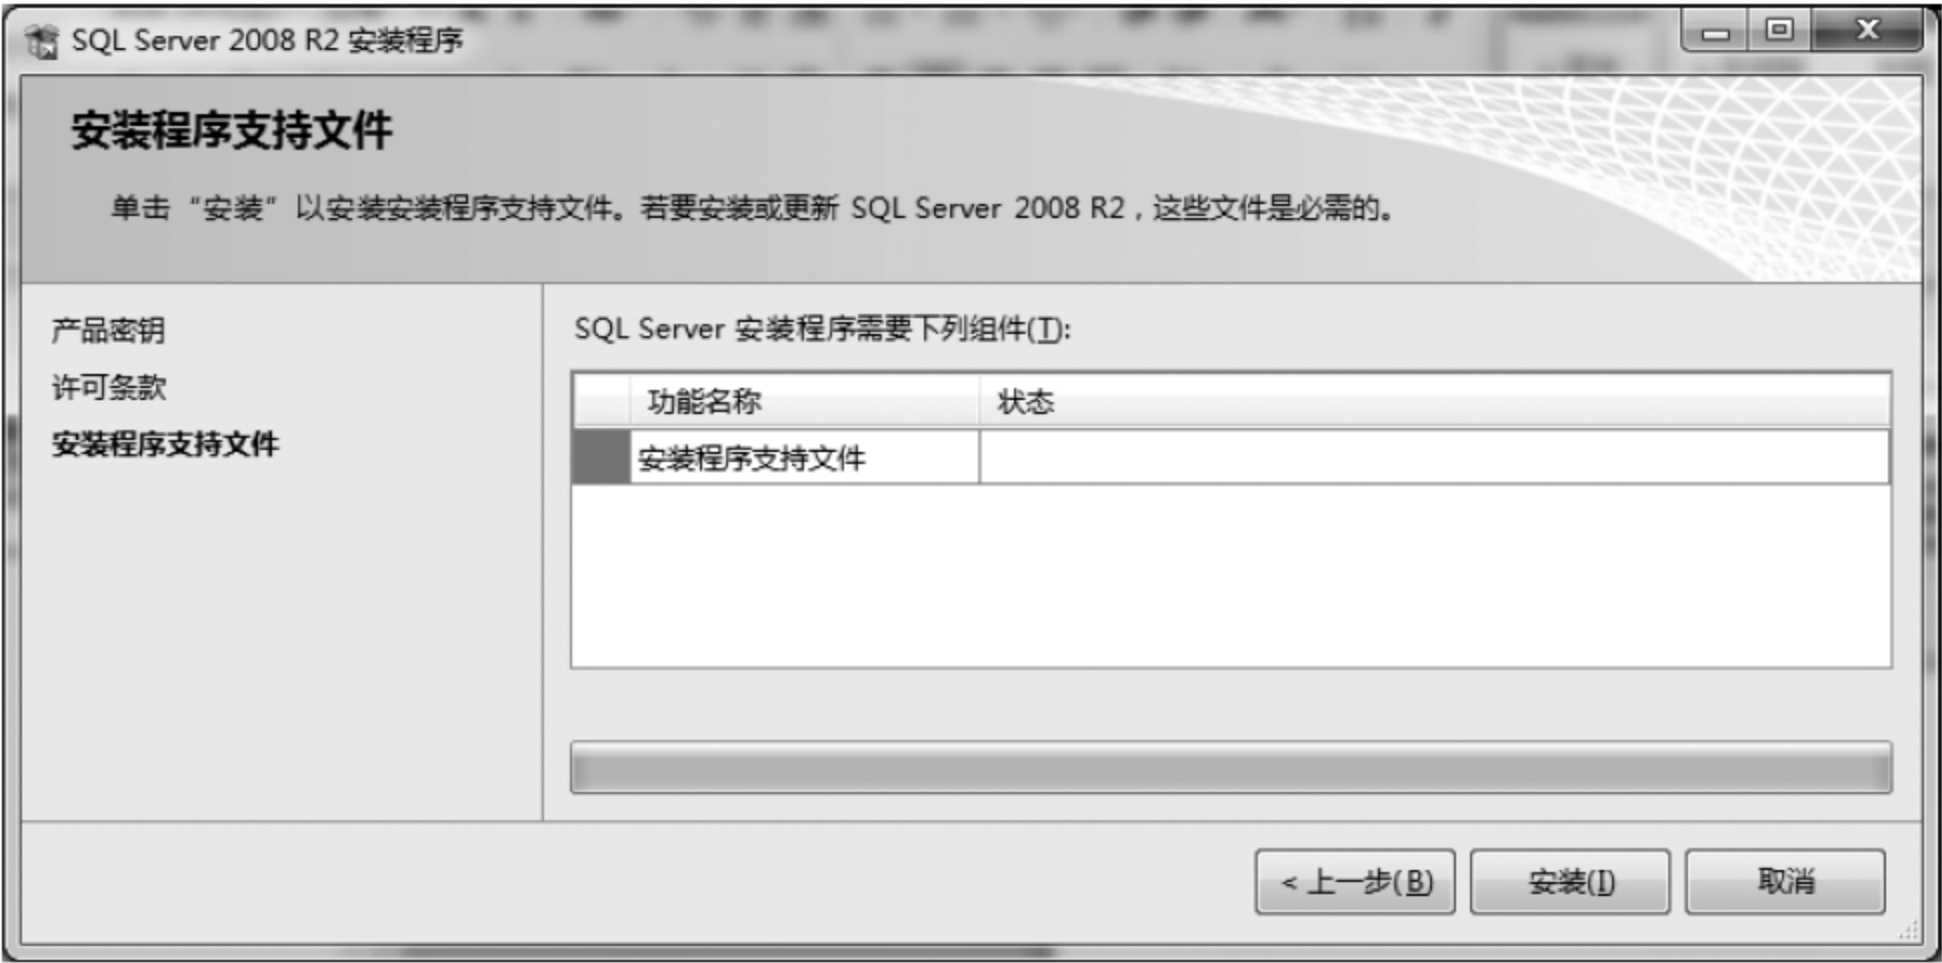 SQL Server 2008 R2 安装程序
安装程序支持文件
单击“安装”以安装安装程序支持文件。若要安装或更新 SQL Server 2008 R2，这些文件是必需的。
产品密钥
许可条款
安装程序支持文件
SQL Server 安装程序需要下列组件(T):
功能名称 状态
安装程序支持文件
< 上一步(B) 安装(I) 取消